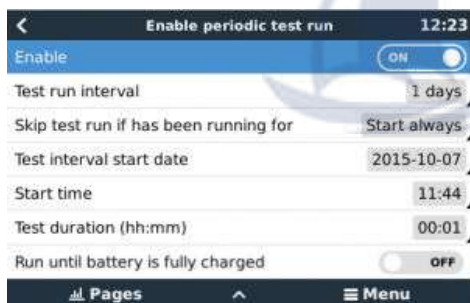 Enable periodic test run 12:23
Enable ON
Test run interval 1 days
Skip test run if has been running for Start always
Test interval start date 2015-10-07
Start time 11:44
Test duration (hh:mm) 00:01
Run until battery is fully charged OFF
Pages Menu